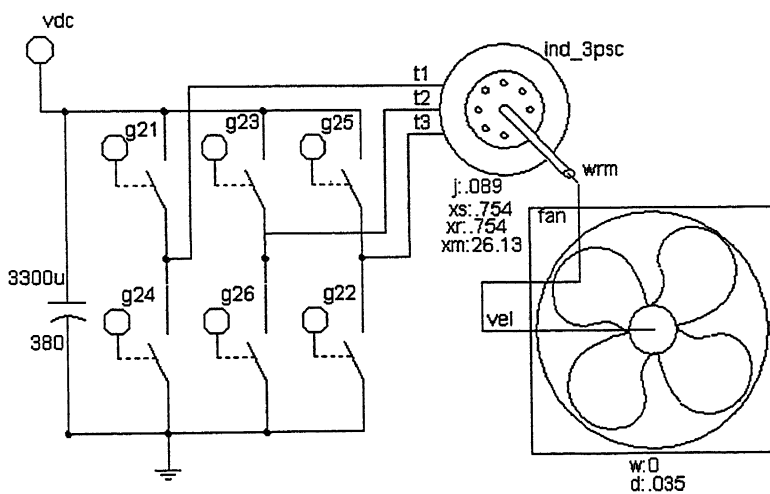 vdc
ind_3psc
t1
t2
t3
g21
g23
g25
wrm
j:.089
xs:.754
xr:.754
xm:26.13
fan
3300u
380
g24
g26
g22
vel
w:0
d:.035